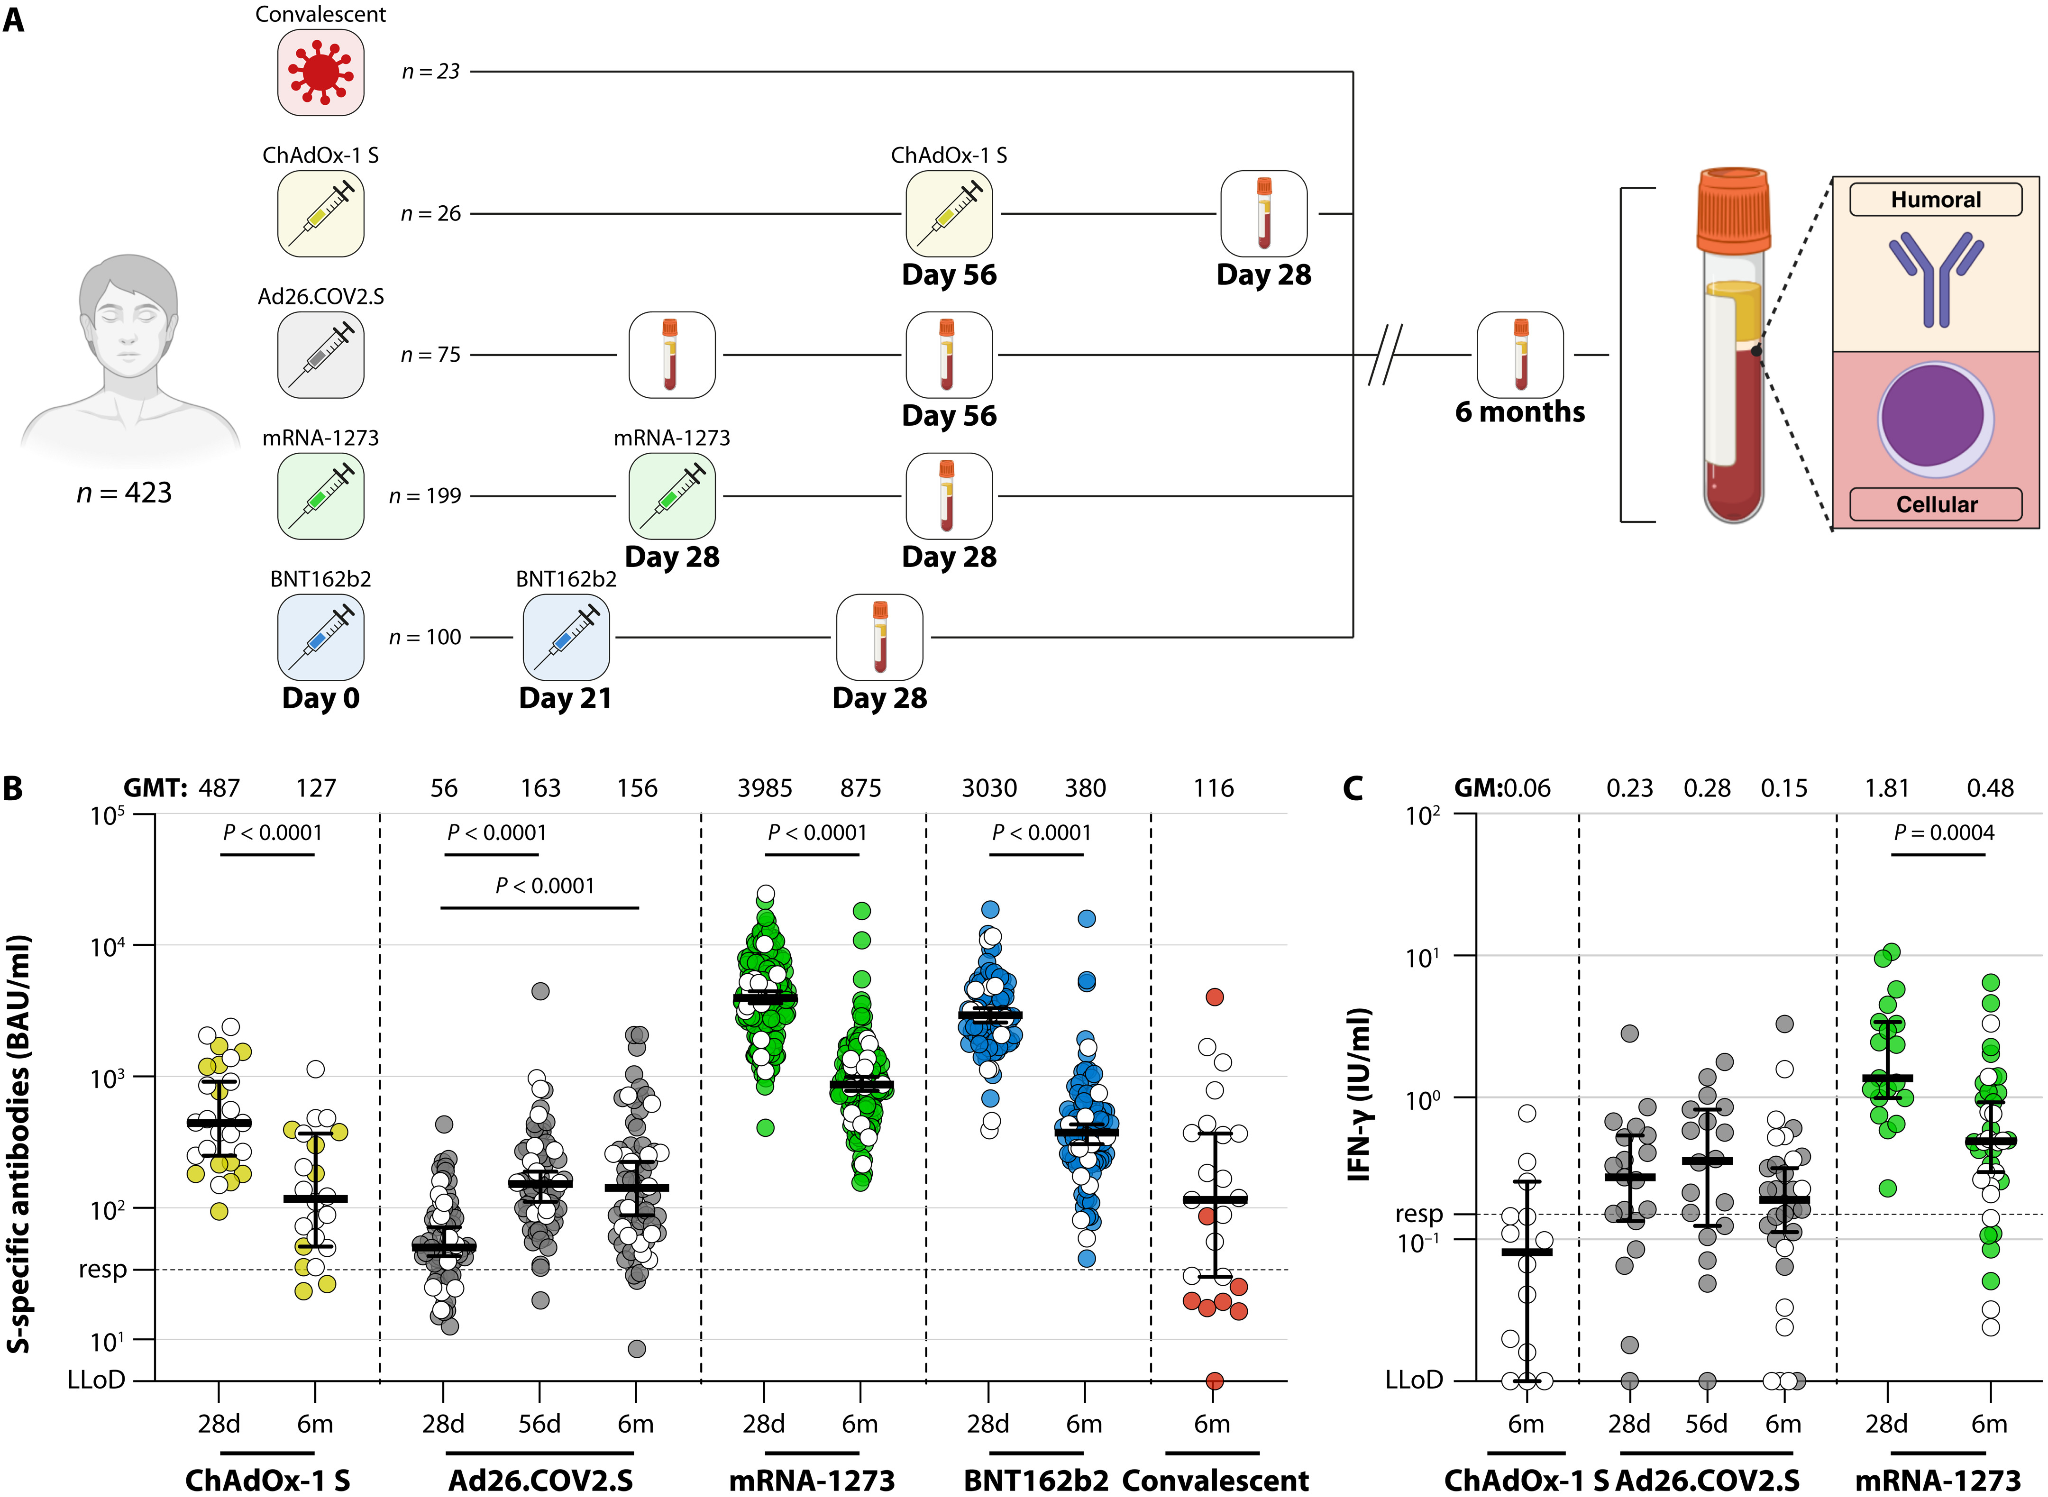 A
Convalescent
n = 23
ChAdOx-1 S
ChAdOx-1 S
n = 26
Day 56
Day 28
Humoral
Ad26.COV2.S
n = 75
Day 56
6 months
n = 423
mRNA-1273
mRNA-1273
n = 199
Day 28
Day 28
Cellular
BNT162b2
BNT162b2
n = 100
Day 0
Day 21
Day 28
B
GMT: 487 127 56 163 156 3985 875 3030 380 116
P < 0.0001
P < 0.0001
P < 0.0001
P < 0.0001
P < 0.0001
S-specific antibodies (BAU/ml)
10⁵
10⁴
10³
10²
resp
10¹
LLoD
28d 6m 28d 56d 6m 28d 6m 28d 6m 6m
ChAdOx-1 S Ad26.COV2.S mRNA-1273 BNT162b2 Convalescent
C
GM: 0.06 0.23 0.28 0.15 1.81 0.48
P = 0.0004
IFN-γ (IU/ml)
10²
10¹
10⁰
resp
10⁻¹
LLoD
6m 28d 56d 6m 28d 6m
ChAdOx-1 S Ad26.COV2.S mRNA-1273